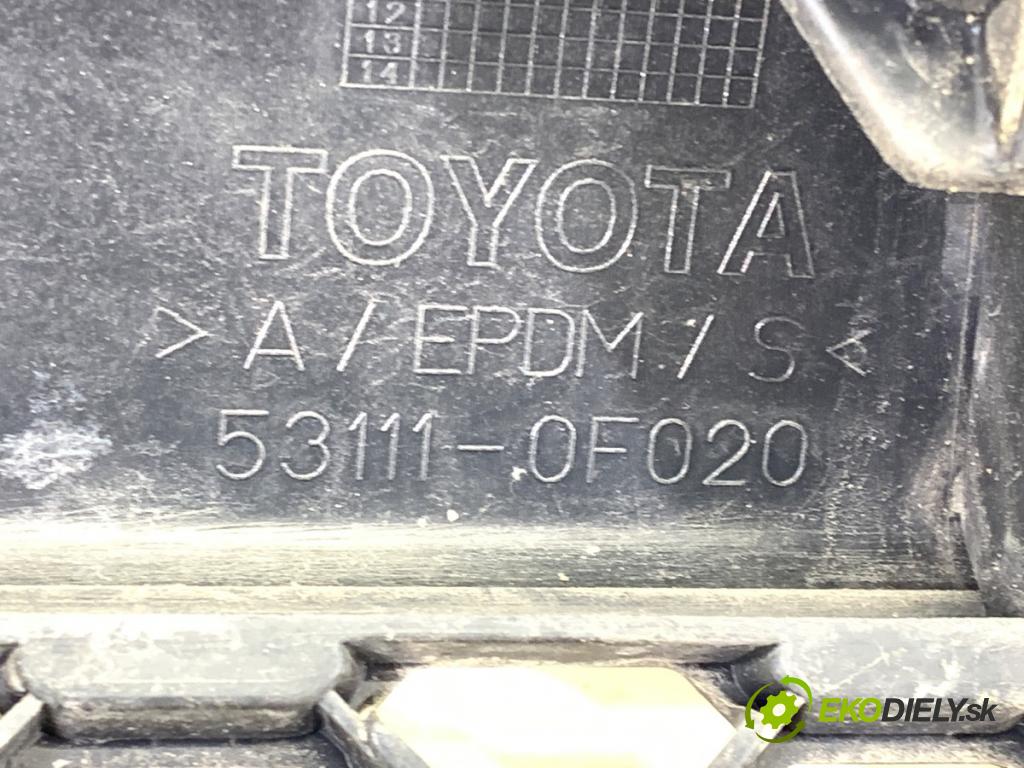 12
13
14
TOYOTA
>A/EPDM/S<
53111-0F020
EKODIELY.sk